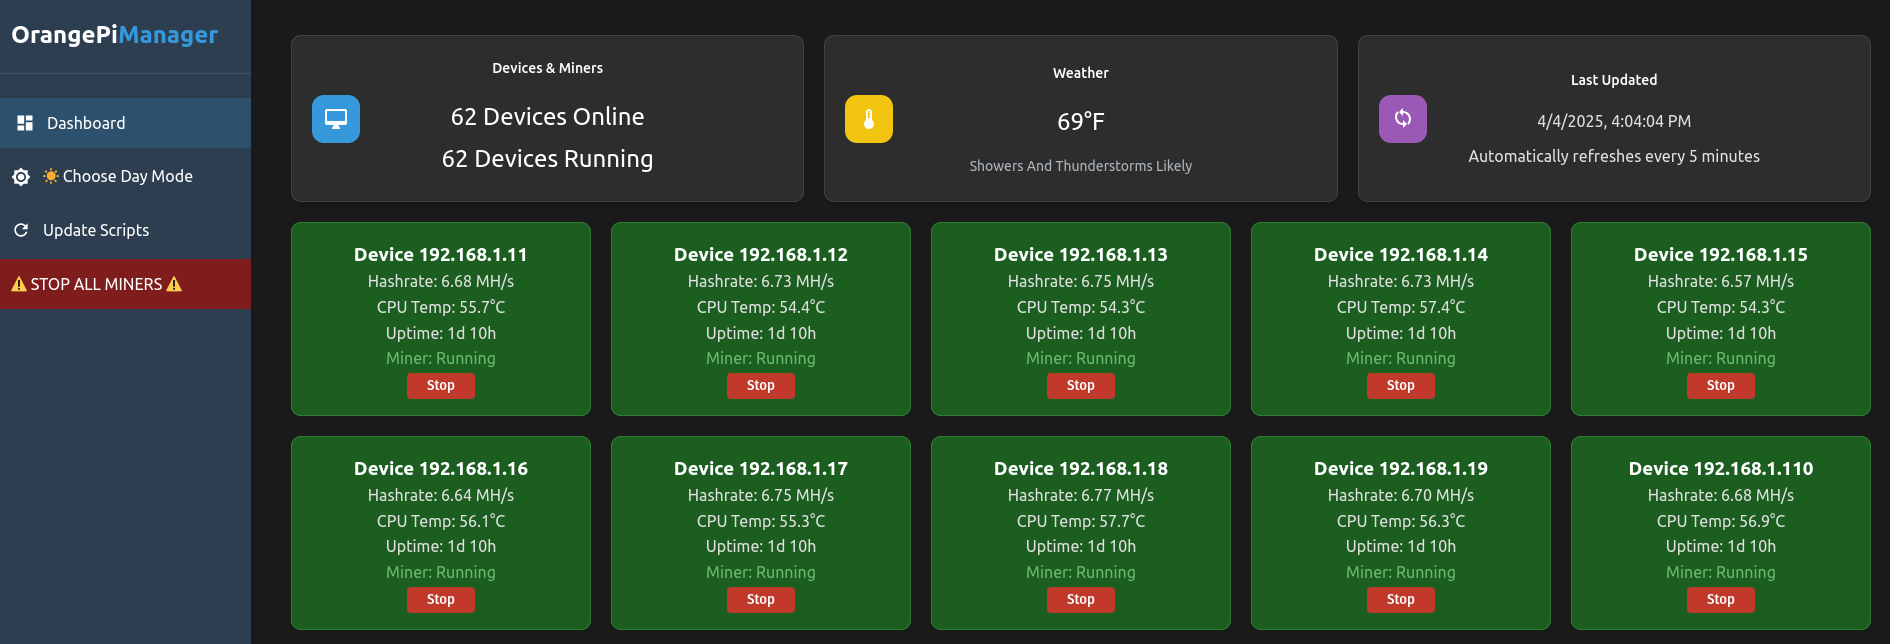 OrangePiManager
Dashboard
☀️ Choose Day Mode
Update Scripts
⚠️ STOP ALL MINERS ⚠️
Devices & Miners
62 Devices Online
62 Devices Running
Weather
69°F
Showers And Thunderstorms Likely
Last Updated
4/4/2025, 4:04:04 PM
Automatically refreshes every 5 minutes
Device 192.168.1.11
Hashrate: 6.68 MH/s
CPU Temp: 55.7°C
Uptime: 1d 10h
Miner: Running
Stop
Device 192.168.1.12
Hashrate: 6.73 MH/s
CPU Temp: 54.4°C
Uptime: 1d 10h
Miner: Running
Stop
Device 192.168.1.13
Hashrate: 6.75 MH/s
CPU Temp: 54.3°C
Uptime: 1d 10h
Miner: Running
Stop
Device 192.168.1.14
Hashrate: 6.73 MH/s
CPU Temp: 57.4°C
Uptime: 1d 10h
Miner: Running
Stop
Device 192.168.1.15
Hashrate: 6.57 MH/s
CPU Temp: 54.3°C
Uptime: 1d 10h
Miner: Running
Stop
Device 192.168.1.16
Hashrate: 6.64 MH/s
CPU Temp: 56.1°C
Uptime: 1d 10h
Miner: Running
Stop
Device 192.168.1.17
Hashrate: 6.75 MH/s
CPU Temp: 55.3°C
Uptime: 1d 10h
Miner: Running
Stop
Device 192.168.1.18
Hashrate: 6.77 MH/s
CPU Temp: 57.7°C
Uptime: 1d 10h
Miner: Running
Stop
Device 192.168.1.19
Hashrate: 6.70 MH/s
CPU Temp: 56.3°C
Uptime: 1d 10h
Miner: Running
Stop
Device 192.168.1.110
Hashrate: 6.68 MH/s
CPU Temp: 56.9°C
Uptime: 1d 10h
Miner: Running
Stop